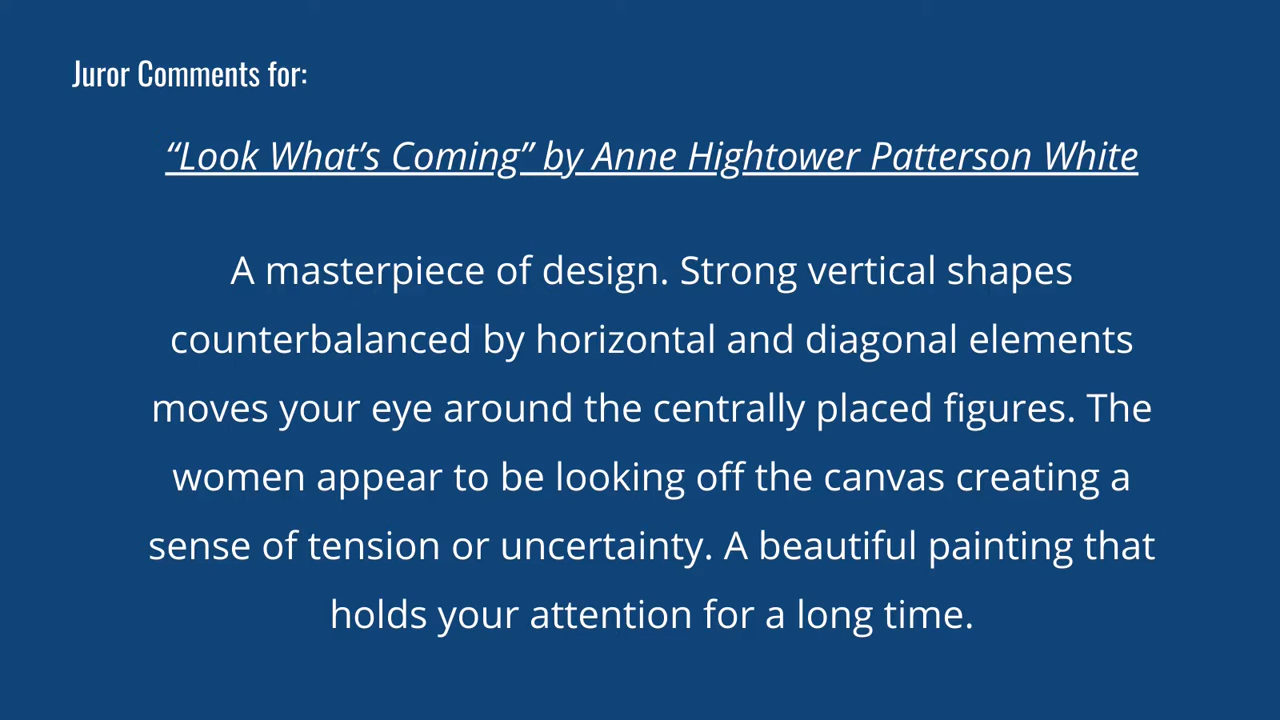 Juror Comments for:
“Look What’s Coming” by Anne Hightower Patterson White
A masterpiece of design. Strong vertical shapes
counterbalanced by horizontal and diagonal elements
moves your eye around the centrally placed figures. The
women appear to be looking off the canvas creating a
sense of tension or uncertainty. A beautiful painting that
holds your attention for a long time.